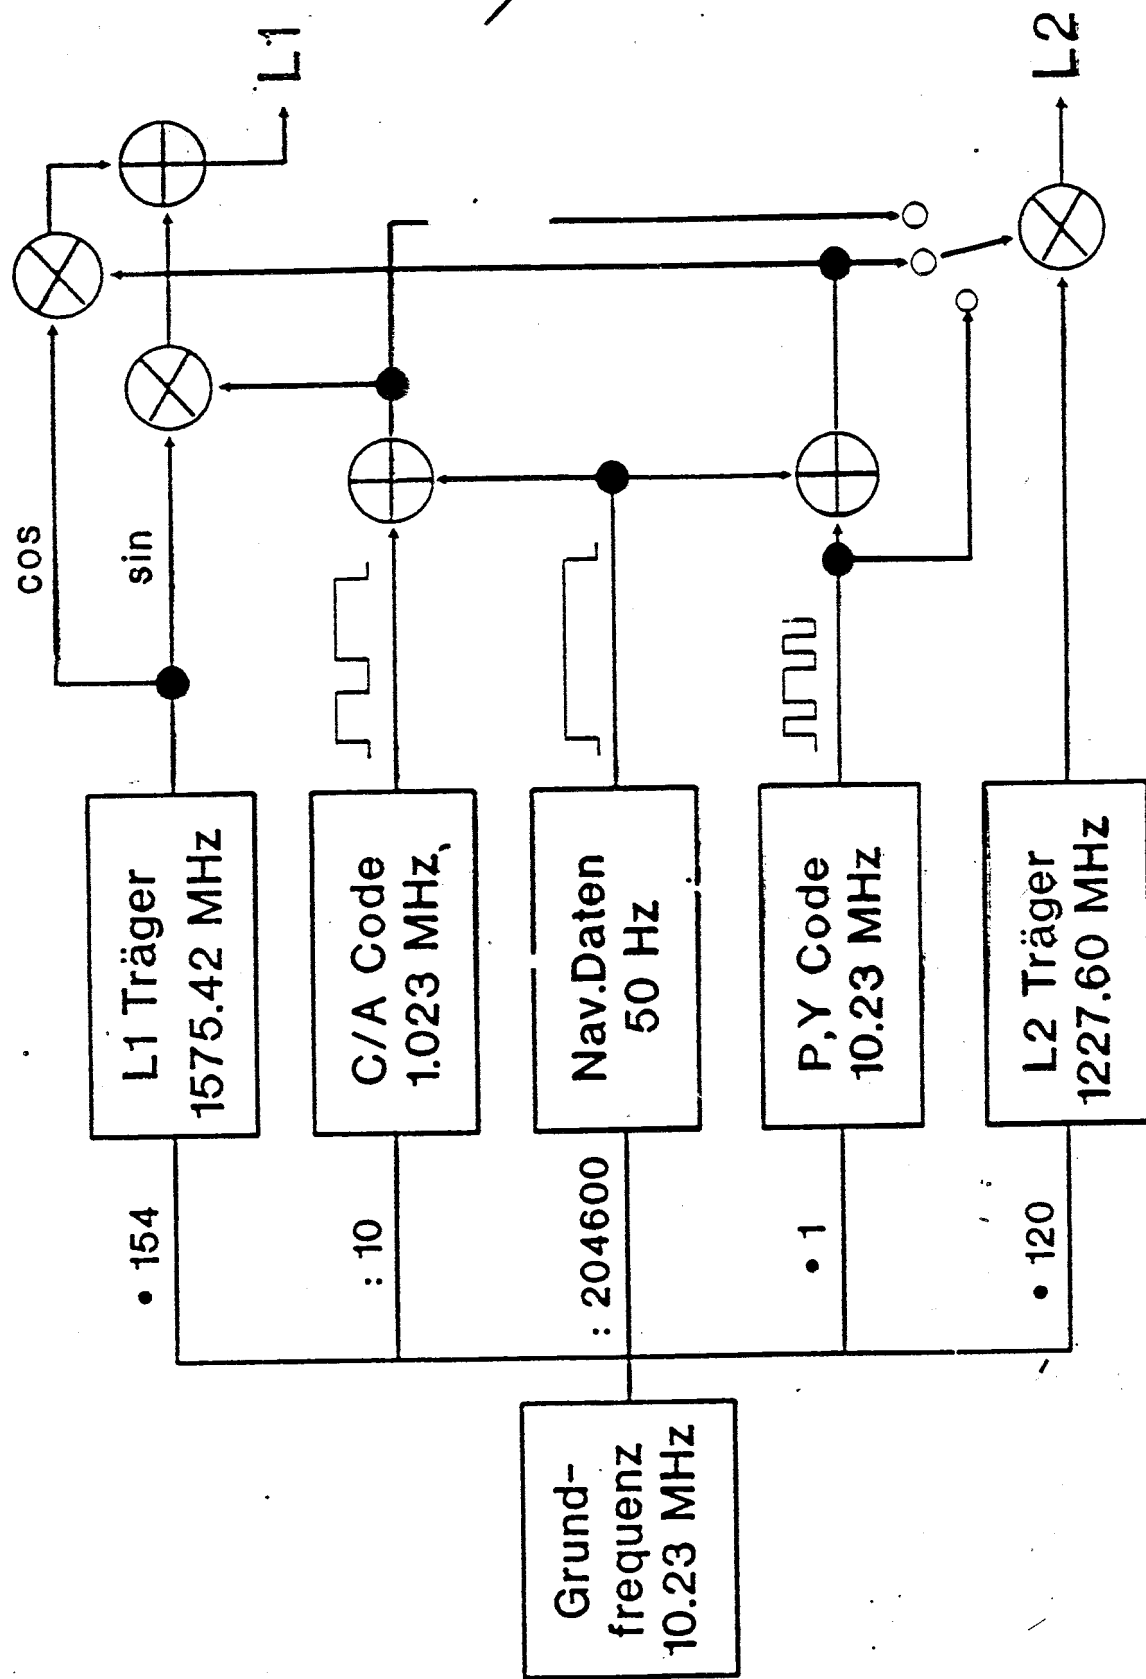 Grund-
frequenz
10.23 MHz
• 154
L1 Träger
1575.42 MHz
cos
sin
L1
: 10
C/A Code
1.023 MHz
: 204600
Nav.Daten
50 Hz
• 1
P,Y Code
10.23 MHz
• 120
L2 Träger
1227.60 MHz
L2